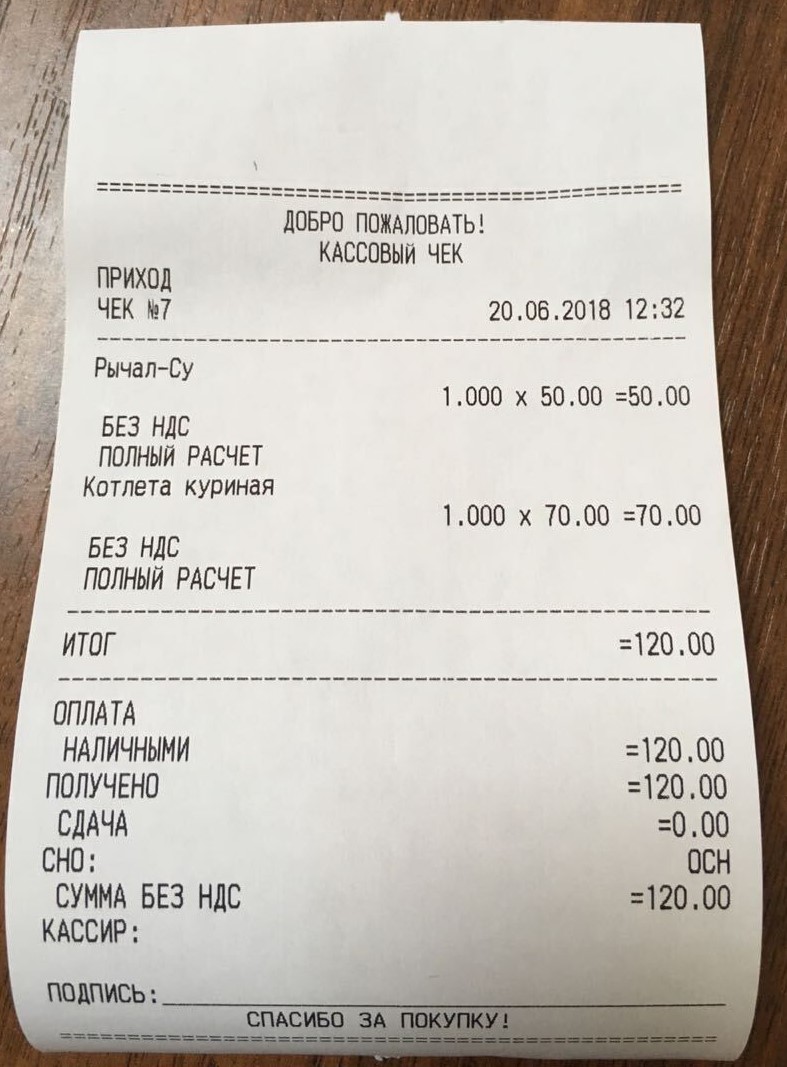 ДОБРО ПОЖАЛОВАТЬ!
КАССОВЫЙ ЧЕК
ПРИХОД
ЧЕК №7 20.06.2018 12:32
Рычал-Су
1.000 x 50.00 =50.00
БЕЗ НДС
ПОЛНЫЙ РАСЧЕТ
Котлета куриная
1.000 x 70.00 =70.00
БЕЗ НДС
ПОЛНЫЙ РАСЧЕТ
ИТОГ =120.00
ОПЛАТА
НАЛИЧНЫМИ =120.00
ПОЛУЧЕНО =120.00
СДАЧА =0.00
СНО: ОСН
СУММА БЕЗ НДС =120.00
КАССИР:
ПОДПИСЬ:
СПАСИБО ЗА ПОКУПКУ!